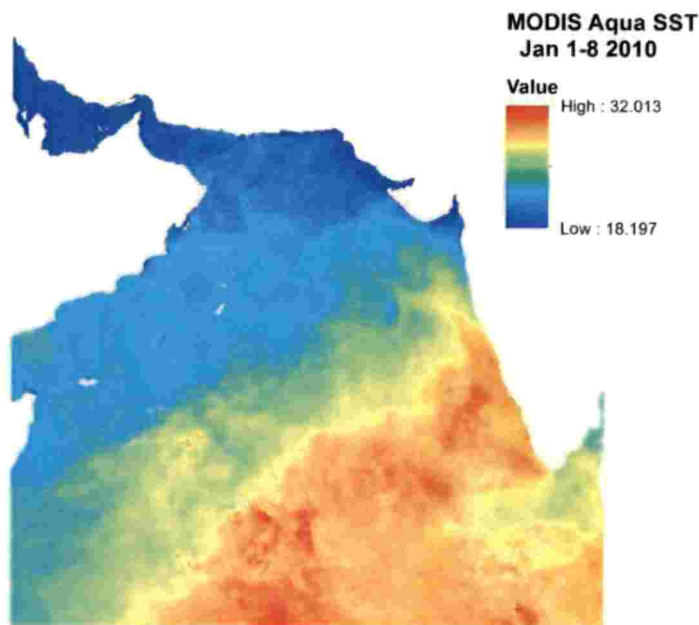 MODIS Aqua SST
Jan 1-8 2010
Value
High : 32.013
Low : 18.197